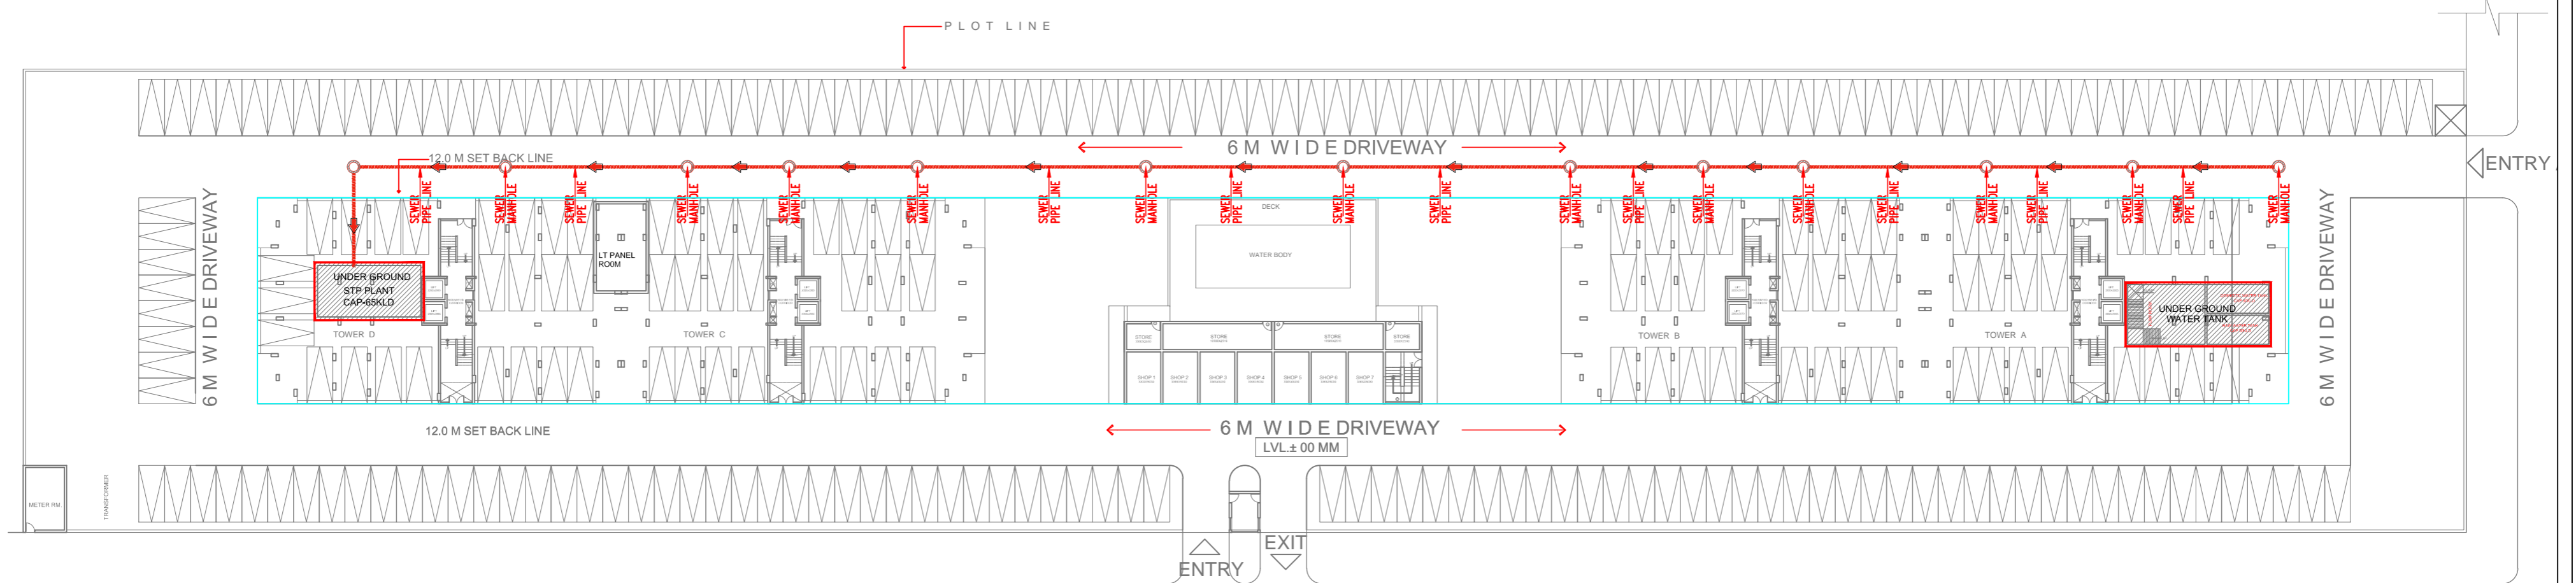 PLOT LINE
6 M WIDE DRIVEWAY
12.0 M SET BACK LINE
ENTRY
SEWER
PIPE LINE
SEWER
MANHOLE
SEWER
PIPE LINE
SEWER
MANHOLE
SEWER
MANHOLE
SEWER
MANHOLE
SEWER
PIPE LINE
SEWER
MANHOLE
SEWER
PIPE LINE
SEWER
MANHOLE
SEWER
PIPE LINE
SEWER
MANHOLE
SEWER
PIPE LINE
SEWER
MANHOLE
SEWER
MANHOLE
SEWER
PIPE LINE
SEWER
MANHOLE
SEWER
PIPE LINE
SEWER
MANHOLE
SEWER
PIPE LINE
SEWER
MANHOLE
6 M WIDE DRIVEWAY
UNDER GROUND
STP PLANT
CAP-65KLD
TOWER D
LT PANEL
ROOM
TOWER C
DECK
WATER BODY
STORE
STORE
STORE
STORE
SHOP 1
SHOP 2
SHOP 3
SHOP 4
SHOP 5
SHOP 6
SHOP 7
TOWER B
TOWER A
UNDER GROUND
WATER TANK
6 M WIDE DRIVEWAY
12.0 M SET BACK LINE
6 M WIDE DRIVEWAY
LVL.± 00 MM
METER RM.
TRANSFORMER
ENTRY
EXIT